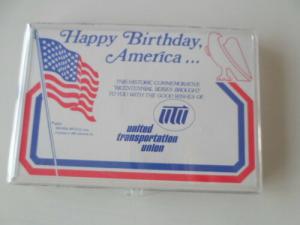 Happy Birthday,
America...
THIS HISTORIC COMMEMORATIVE
BICENTENNIAL SERIES BROUGHT
TO YOU WITH THE GOOD WISHES OF
utu
united
transportation
union